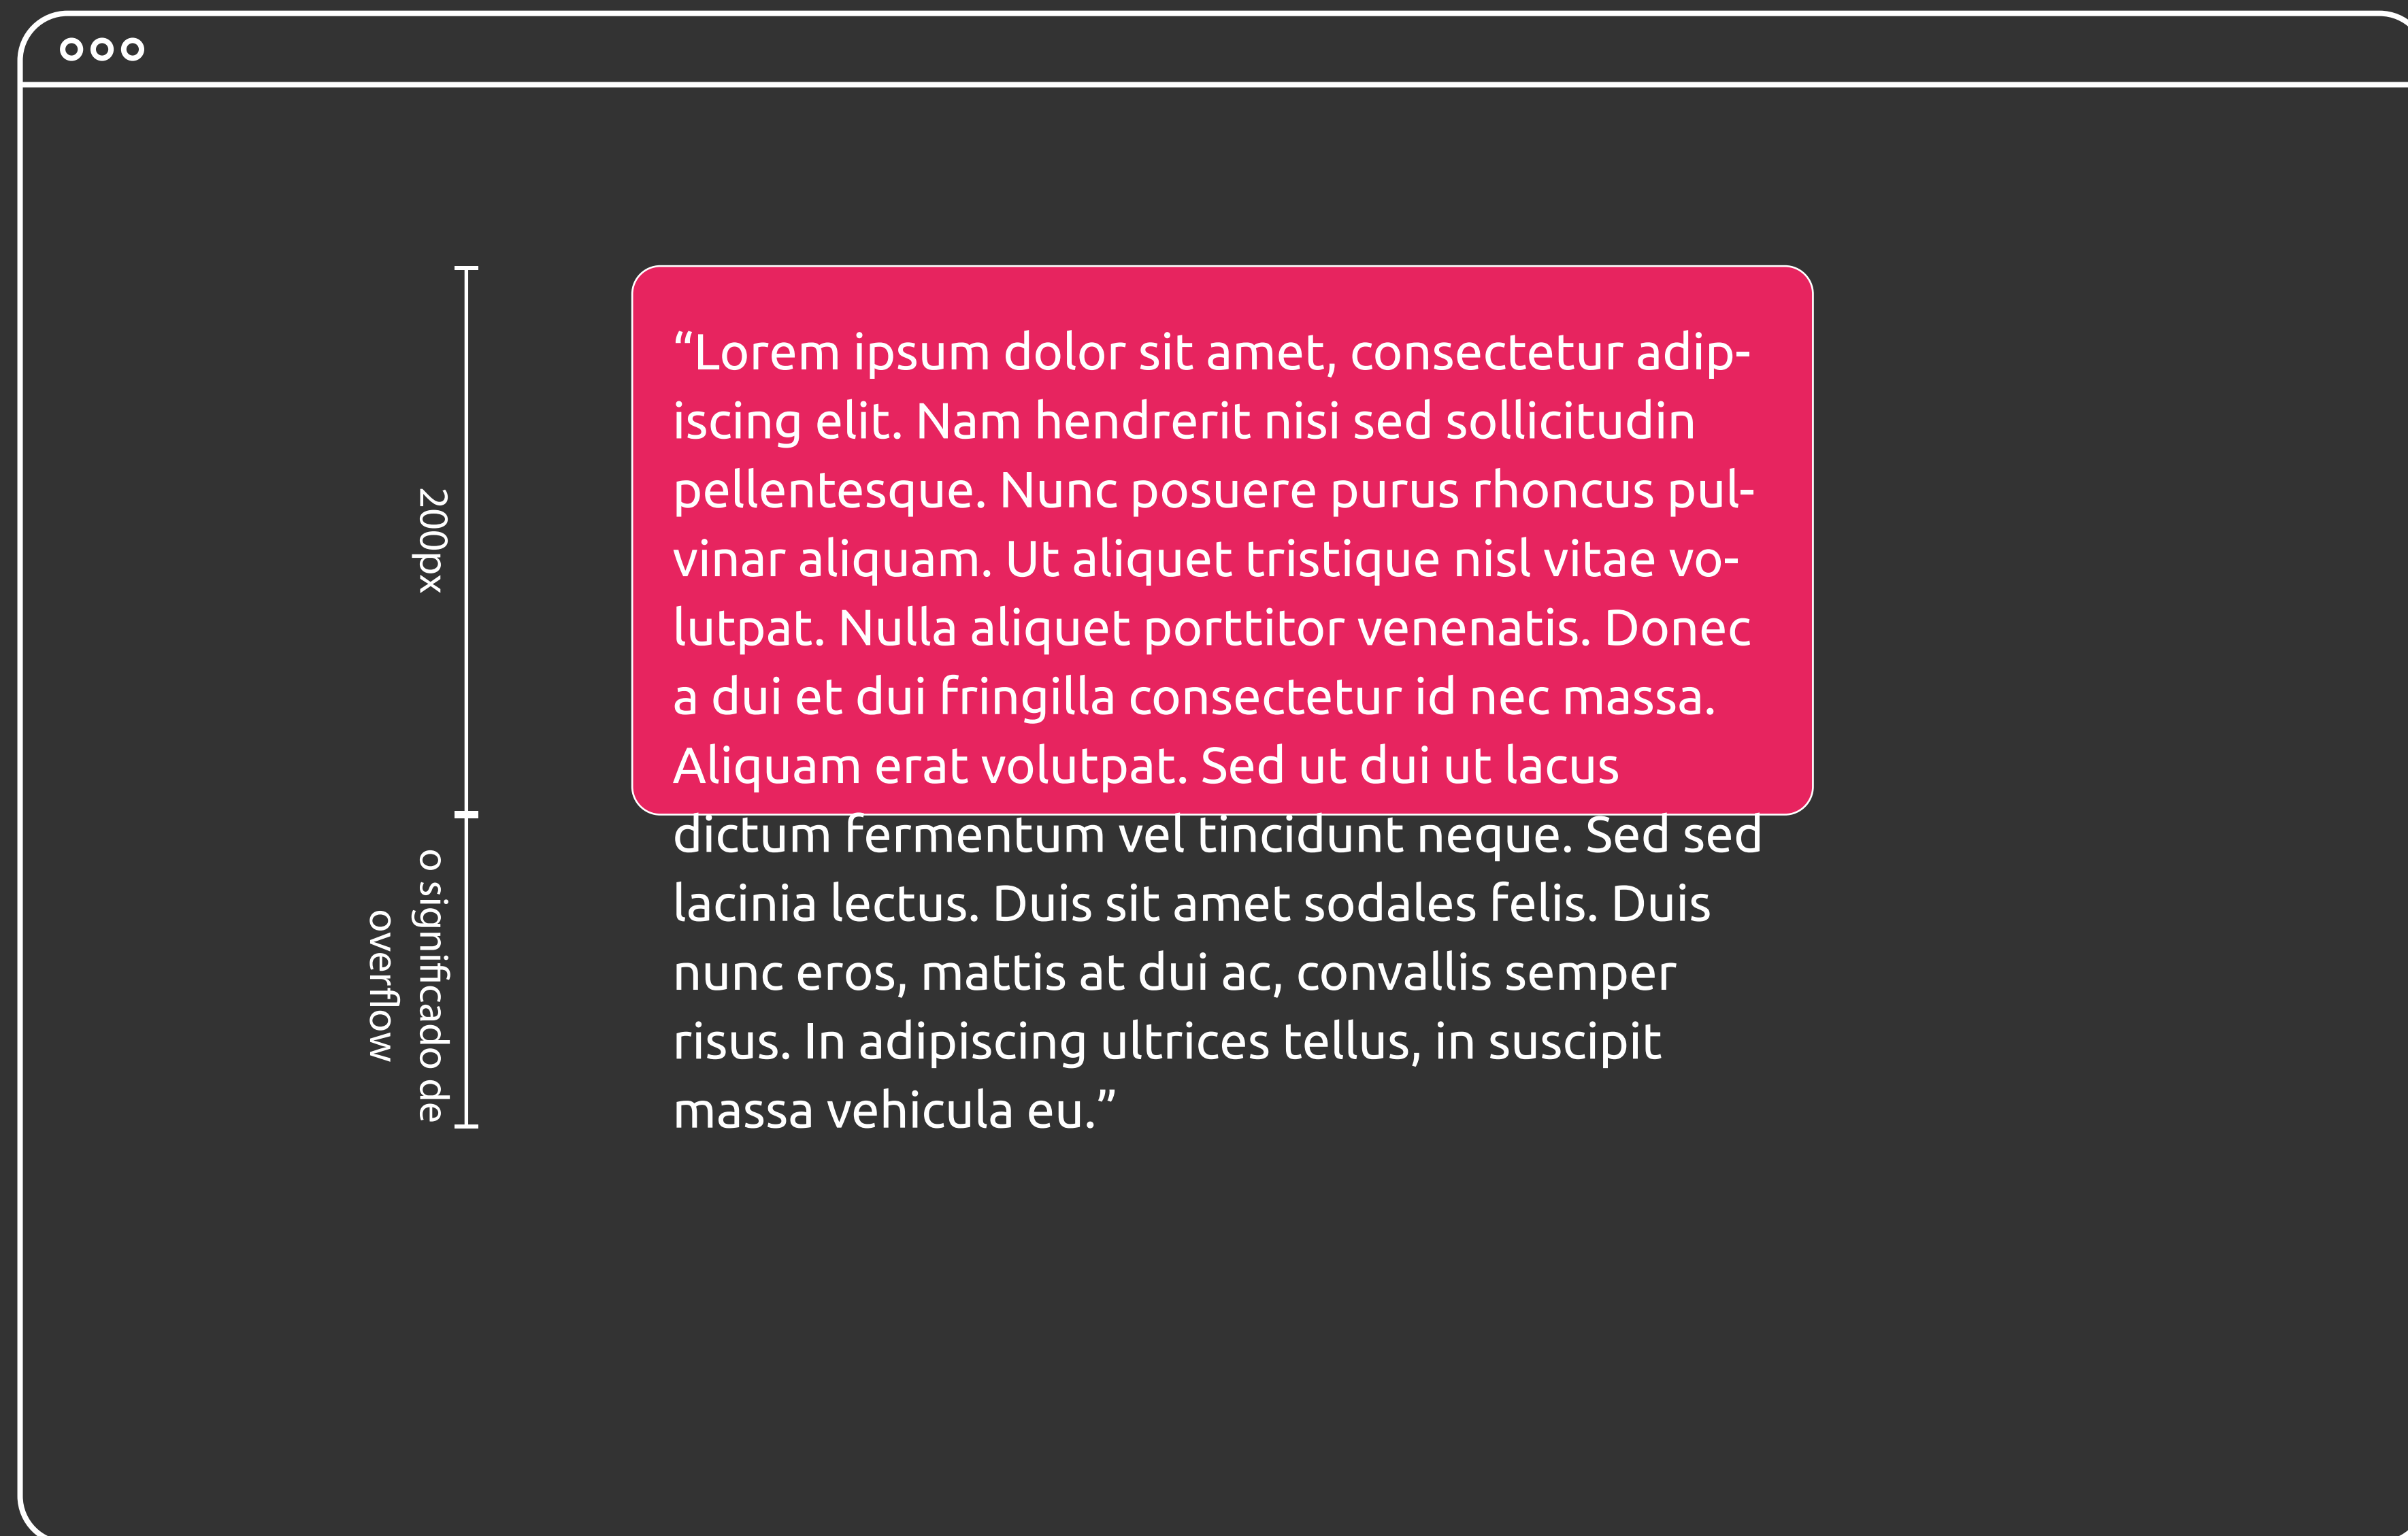 200px
o significado de
overflow
“Lorem ipsum dolor sit amet, consectetur adip-
iscing elit. Nam hendrerit nisi sed sollicitudin
pellentesque. Nunc posuere purus rhoncus pul-
vinar aliquam. Ut aliquet tristique nisl vitae vo-
lutpat. Nulla aliquet porttitor venenatis. Donec
a dui et dui fringilla consectetur id nec massa.
Aliquam erat volutpat. Sed ut dui ut lacus
dictum fermentum vel tincidunt neque. Sed sed
lacinia lectus. Duis sit amet sodales felis. Duis
nunc eros, mattis at dui ac, convallis semper
risus. In adipiscing ultrices tellus, in suscipit
massa vehicula eu.”